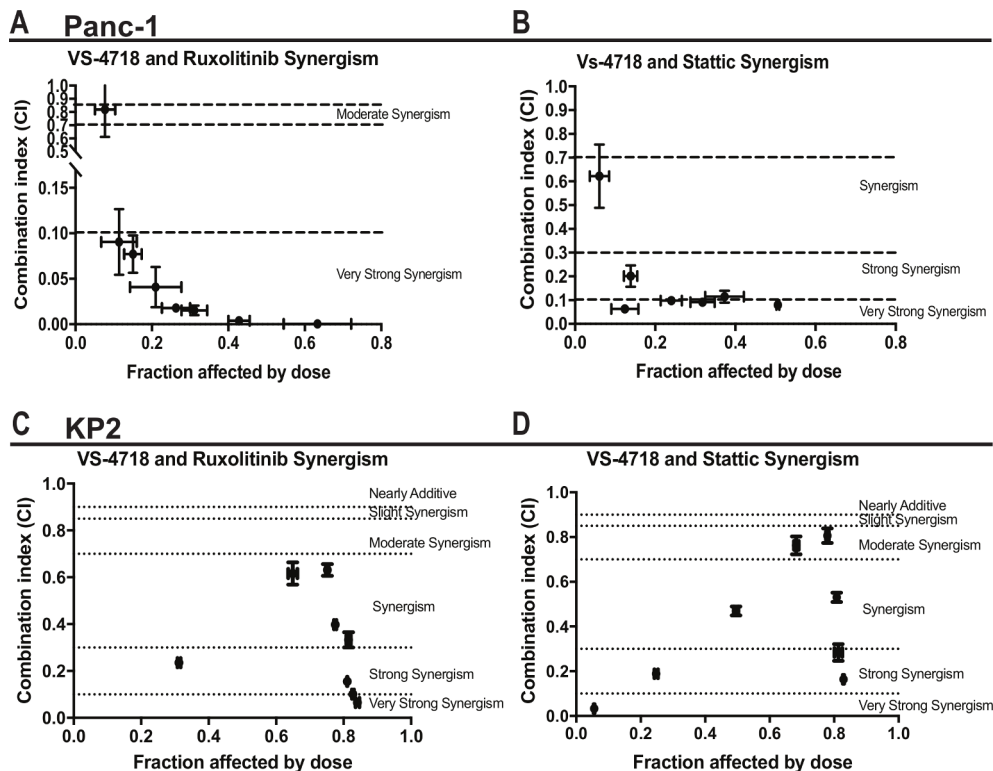 A Panc-1
VS-4718 and Ruxolitinib Synergism
Combination index (CI)
1.0
0.9
0.8
0.7
0.6
0.5
0.15
0.10
0.05
0.00
Moderate Synergism
Very Strong Synergism
0.0 0.2 0.4 0.6 0.8
Fraction affected by dose
B
Vs-4718 and Stattic Synergism
Combination index (CI)
1.0
0.9
0.8
0.7
0.6
0.5
0.3
0.2
0.1
0.0
Synergism
Strong Synergism
Very Strong Synergism
0.0 0.2 0.4 0.6 0.8
Fraction affected by dose
C KP2
VS-4718 and Ruxolitinib Synergism
Combination index (CI)
1.0
0.8
0.6
0.4
0.2
0.0
Nearly Additive
Slight Synergism
Moderate Synergism
Synergism
Strong Synergism
Very Strong Synergism
0.0 0.2 0.4 0.6 0.8 1.0
Fraction affected by dose
D
VS-4718 and Stattic Synergism
Combination index (CI)
1.0
0.8
0.6
0.4
0.2
0.0
Nearly Additive
Slight Synergism
Moderate Synergism
Synergism
Strong Synergism
Very Strong Synergism
0.0 0.2 0.4 0.6 0.8 1.0
Fraction affected by dose